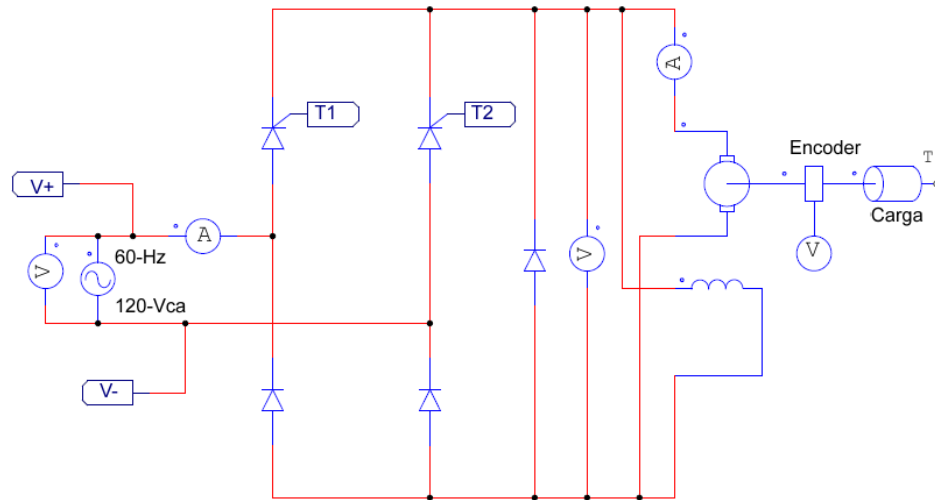 A
T1
T2
Encoder
T
V+
A
V
60-Hz
V
V
Carga
120-Vca
V-